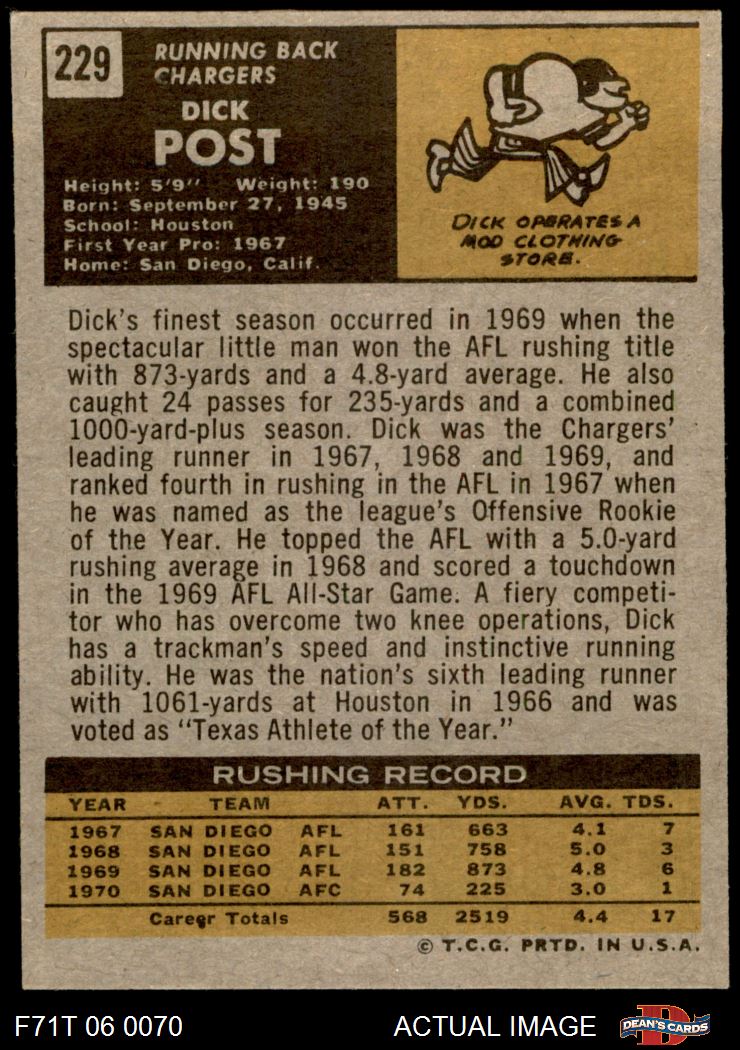 229
RUNNING BACK
CHARGERS
DICK
POST
Height: 5'9" Weight: 190
Born: September 27, 1945
School: Houston
First Year Pro: 1967
Home: San Diego, Calif.
DICK OPERATES A
MOD CLOTHING
STORE.
Dick's finest season occurred in 1969 when the
spectacular little man won the AFL rushing title
with 873-yards and a 4.8-yard average. He also
caught 24 passes for 235-yards and a combined
1000-yard-plus season. Dick was the Chargers'
leading runner in 1967, 1968 and 1969, and
ranked fourth in rushing in the AFL in 1967 when
he was named as the league's Offensive Rookie
of the Year. He topped the AFL with a 5.0-yard
rushing average in 1968 and scored a touchdown
in the 1969 AFL All-Star Game. A fiery competi-
tor who has overcome two knee operations, Dick
has a trackman's speed and instinctive running
ability. He was the nation's sixth leading runner
with 1061-yards at Houston in 1966 and was
voted as "Texas Athlete of the Year."
RUSHING RECORD
YEAR TEAM ATT. YDS. AVG. TDS.
1967 SAN DIEGO AFL 161 663 4.1 7
1968 SAN DIEGO AFL 151 758 5.0 3
1969 SAN DIEGO AFL 182 873 4.8 6
1970 SAN DIEGO AFC 74 225 3.0 1
Career Totals 568 2519 4.4 17
© T.C.G. PRTD. IN U.S.A.
F71T 06 0070 ACTUAL IMAGE D DEAN'S CARDS